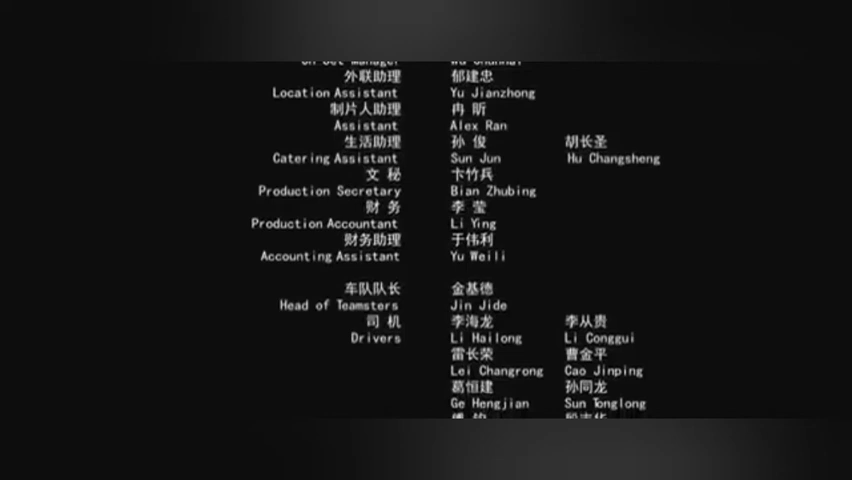 外联助理 郁建忠
Location Assistant Yu Jianzhong
制片人助理 冉 昕
Assistant Alex Ran
生活助理 孙 俊 胡长圣
Catering Assistant Sun Jun Hu Changsheng
文 秘 卞竹兵
Production Secretary Bian Zhubing
财 务 李 莹
Production Accountant Li Ying
财务助理 于伟利
Accounting Assistant Yu Weili
车队队长 金基德
Head of Teamsters Jin Jide
司 机 李海龙 李从贵
Drivers Li Hailong Li Conggui
雷长荣 曹金平
Lei Changrong Cao Jinping
葛恒建 孙同龙
Ge Hengjian Sun Tonglong